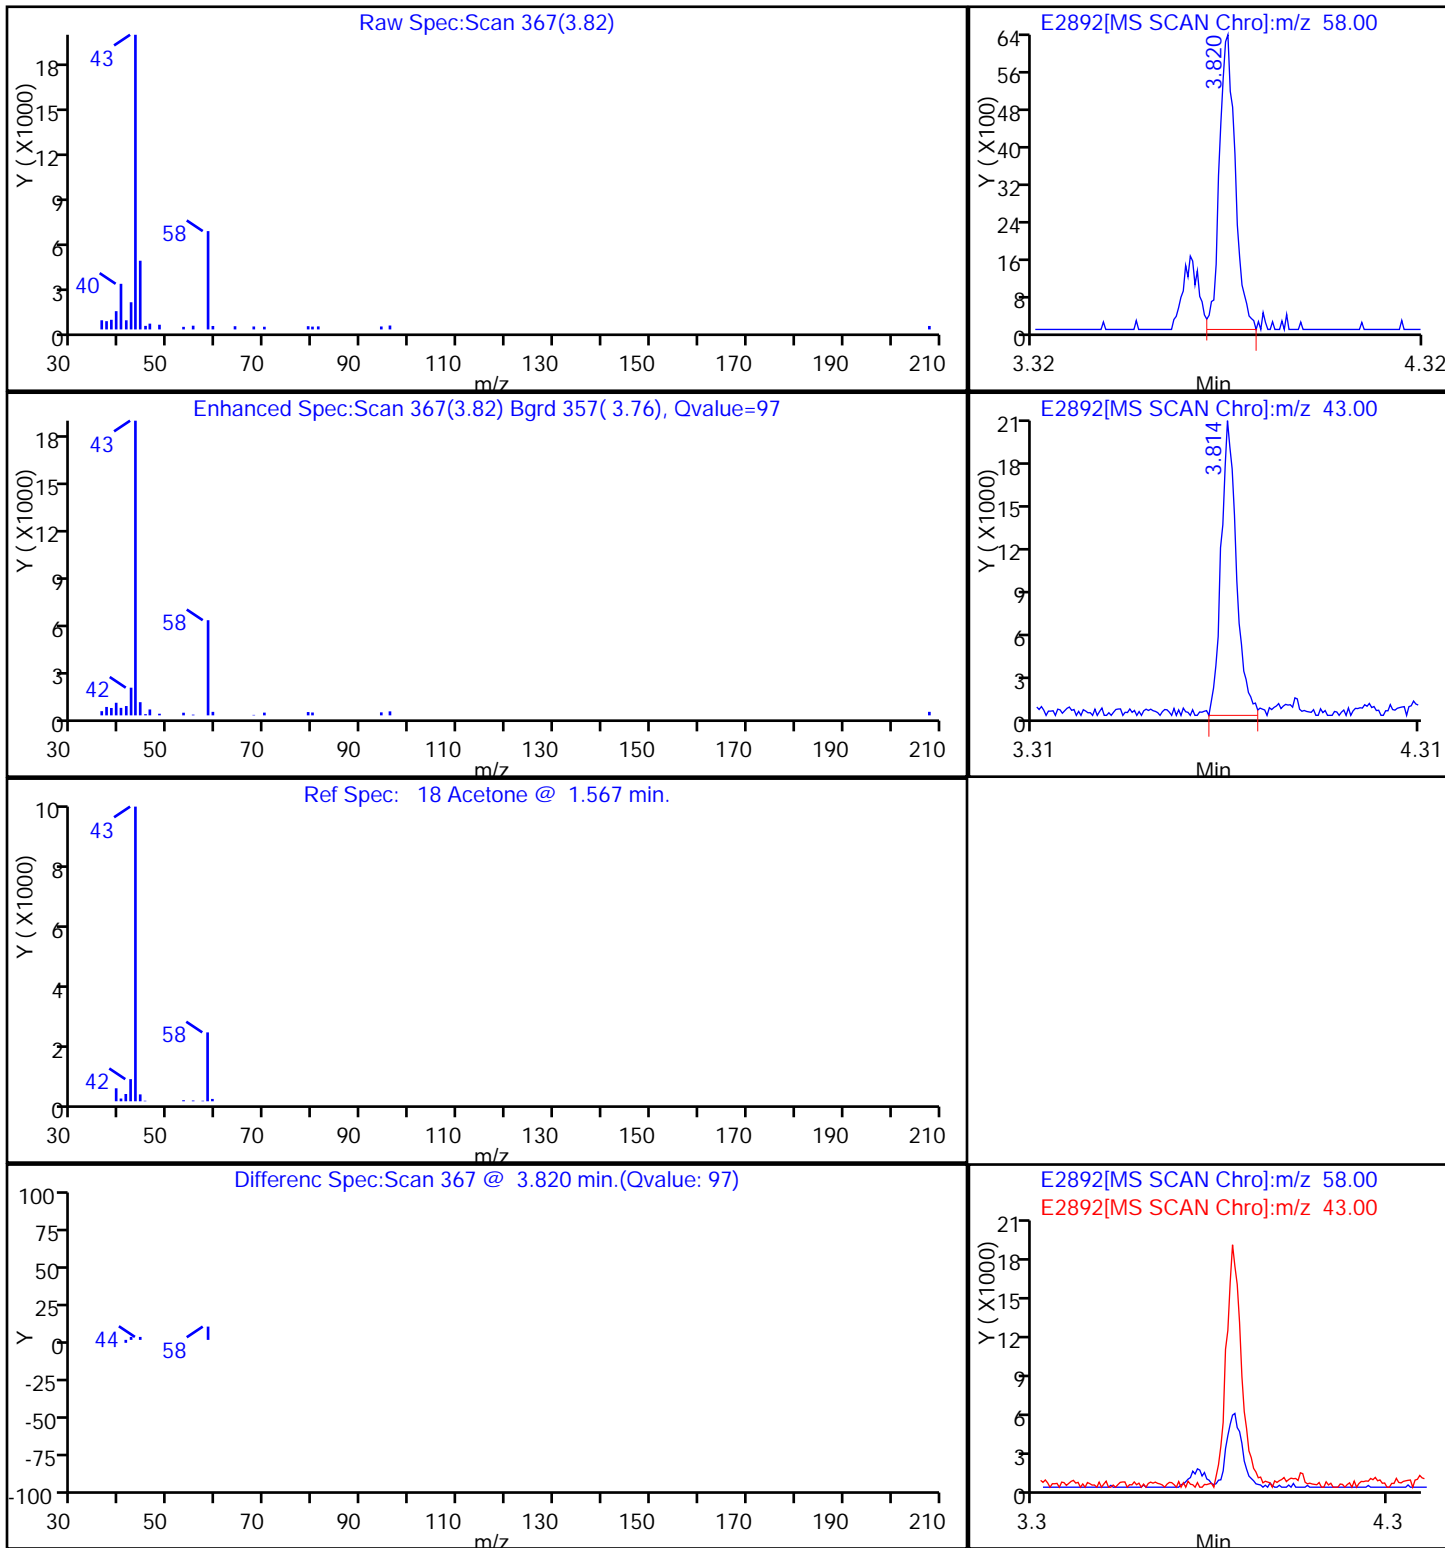 Raw Spec:Scan 367(3.82)
Y ( X1000)
18
15
12
9
6
3
0
43
58
40
30 50 70 90 110 130 150 170 190 210
m/z
E2892[MS SCAN Chro]:m/z 58.00
Y ( X100)
64
56
48
40
32
24
16
8
0
3.820
3.32 4.32
Min
Enhanced Spec:Scan 367(3.82) Bgrd 357( 3.76), Qvalue=97
Y ( X1000)
18
15
12
9
6
3
0
43
58
42
30 50 70 90 110 130 150 170 190 210
m/z
E2892[MS SCAN Chro]:m/z 43.00
Y ( X1000)
21
18
15
12
9
6
3
0
3.814
3.31 4.31
Min
Ref Spec: 18 Acetone @ 1.567 min.
Y ( X1000)
10
8
6
4
2
0
43
58
42
30 50 70 90 110 130 150 170 190 210
m/z
Differenc Spec:Scan 367 @ 3.820 min.(Qvalue: 97)
Y
100
75
50
25
0
-25
-50
-75
-100
44
58
30 50 70 90 110 130 150 170 190 210
m/z
E2892[MS SCAN Chro]:m/z 58.00
E2892[MS SCAN Chro]:m/z 43.00
Y ( X1000)
21
18
15
12
9
6
3
0
3.3 4.3
Min